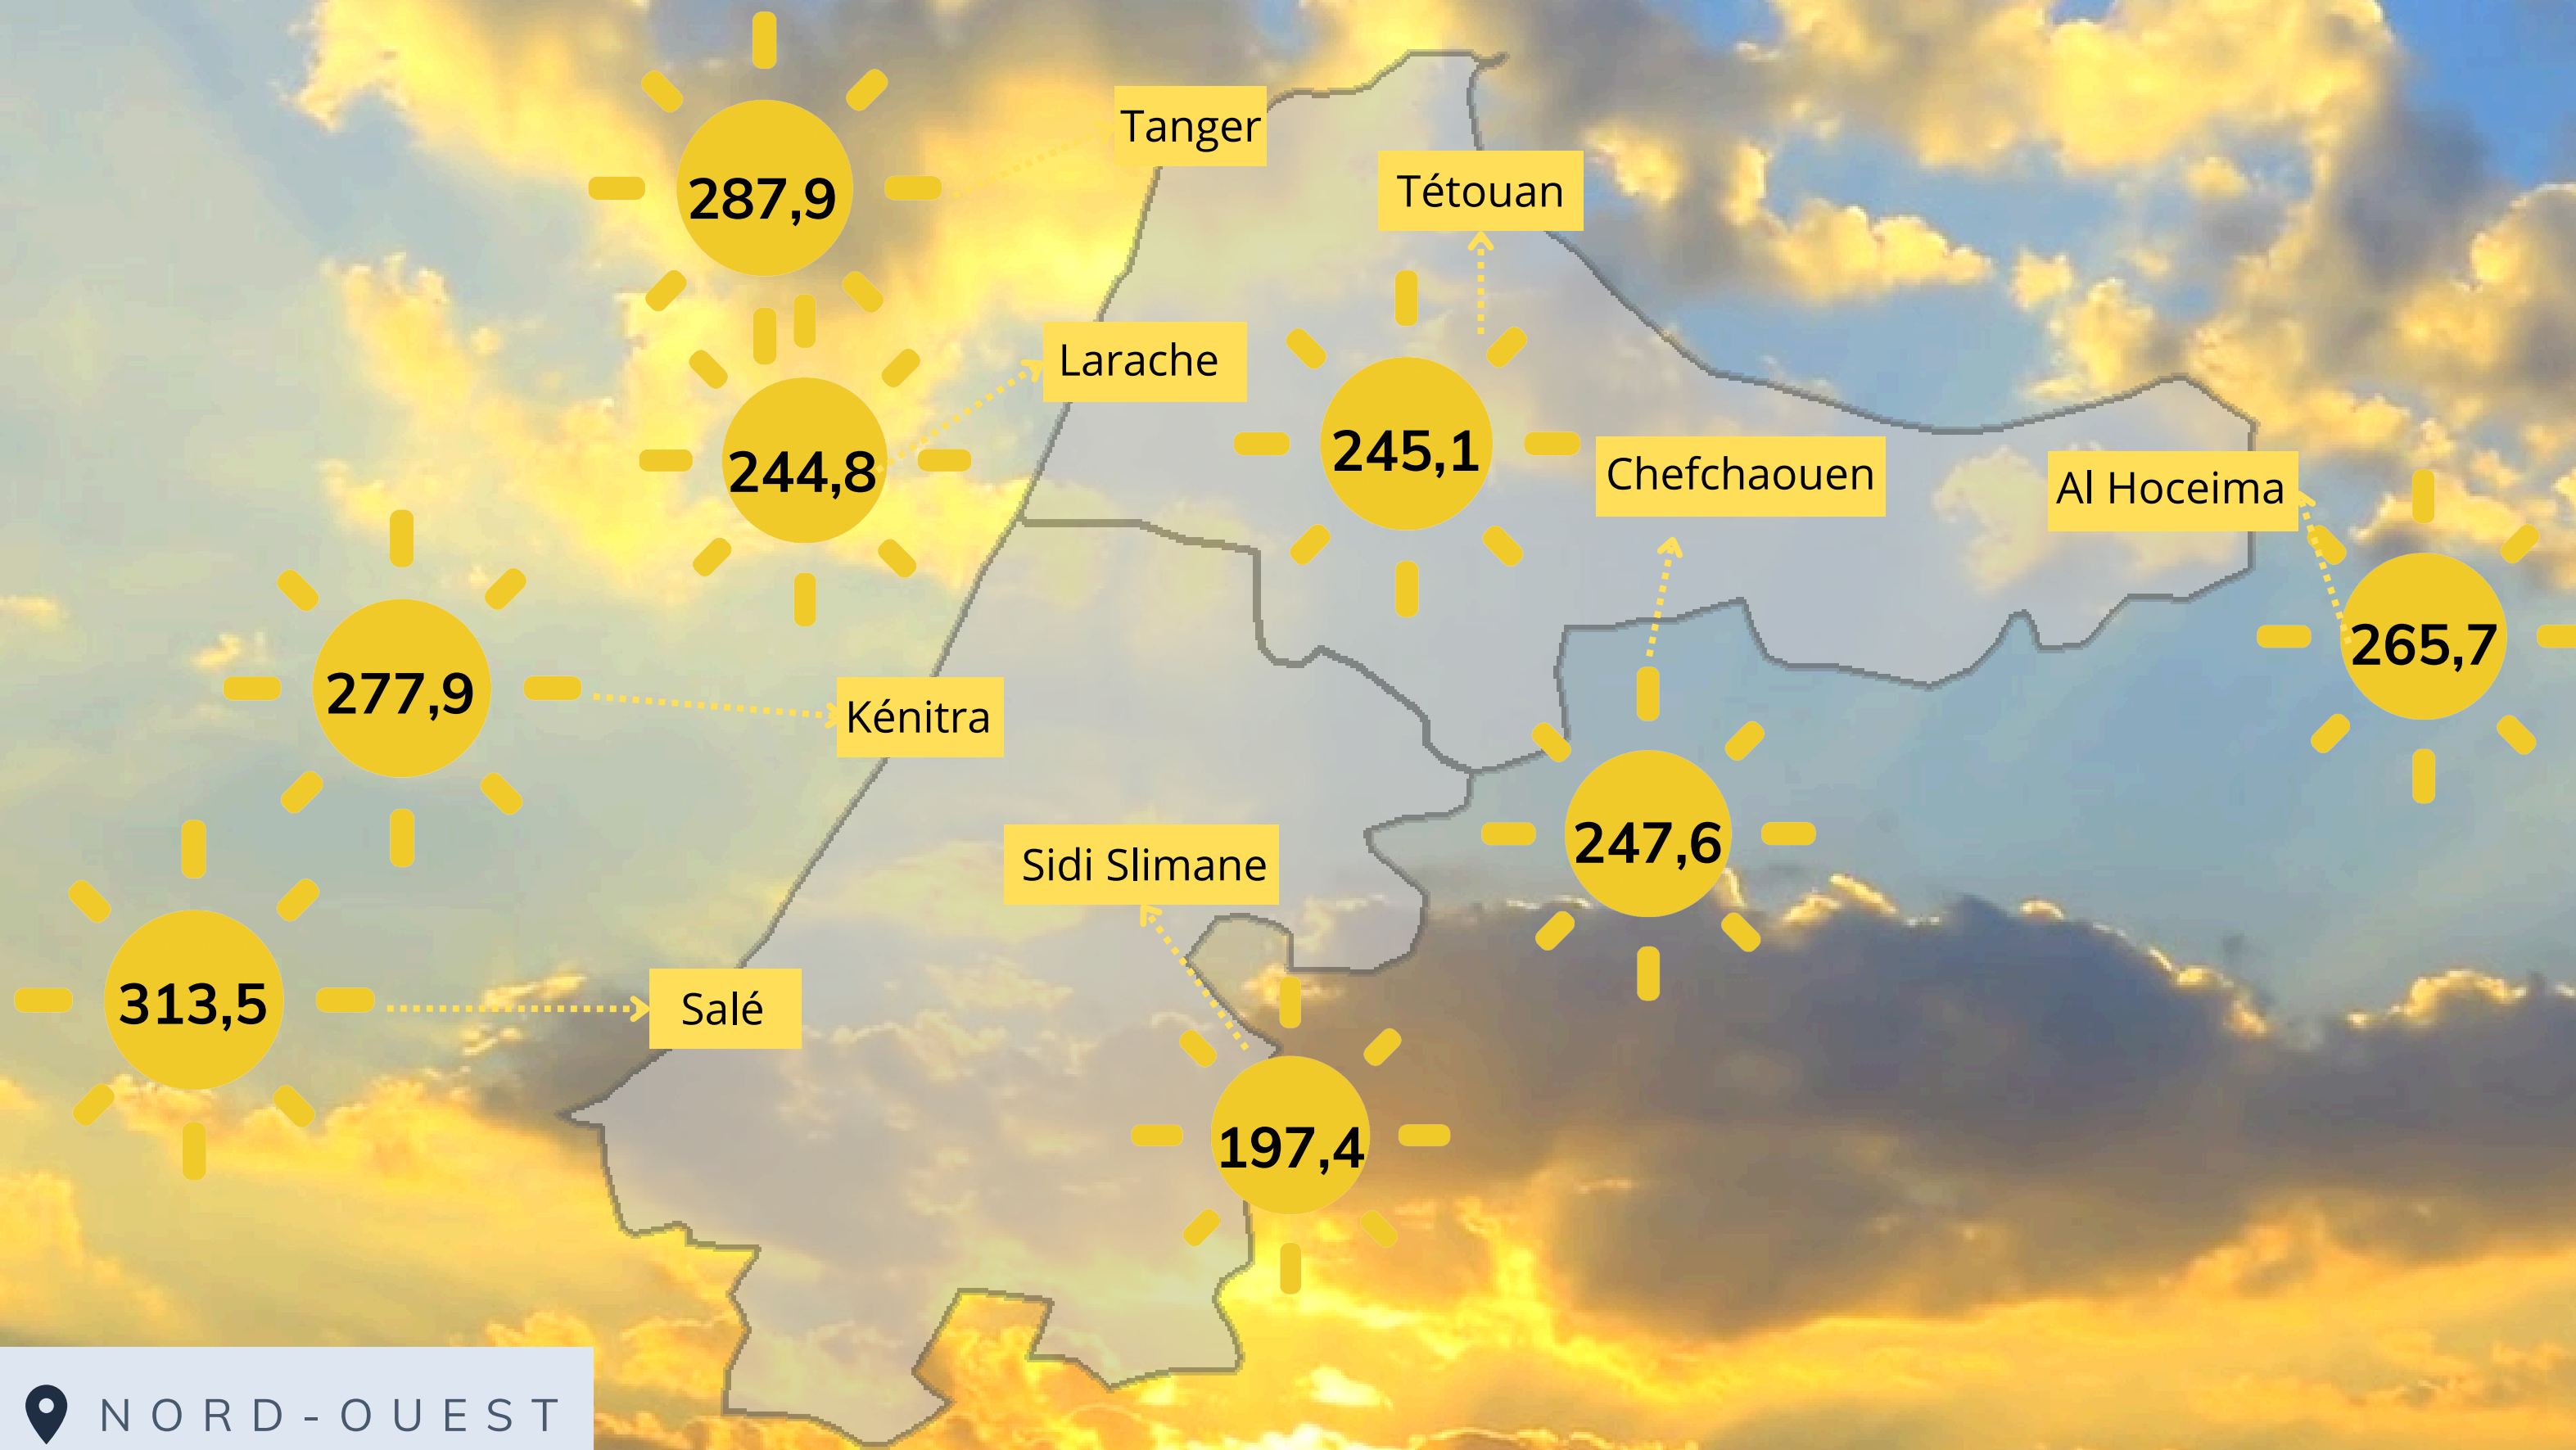 Tanger
287,9
Tétouan
Larache
245,1
244,8
Chefchaouen
Al Hoceima
265,7
277,9
Kénitra
247,6
Sidi Slimane
313,5
Salé
197,4
NORD-OUEST